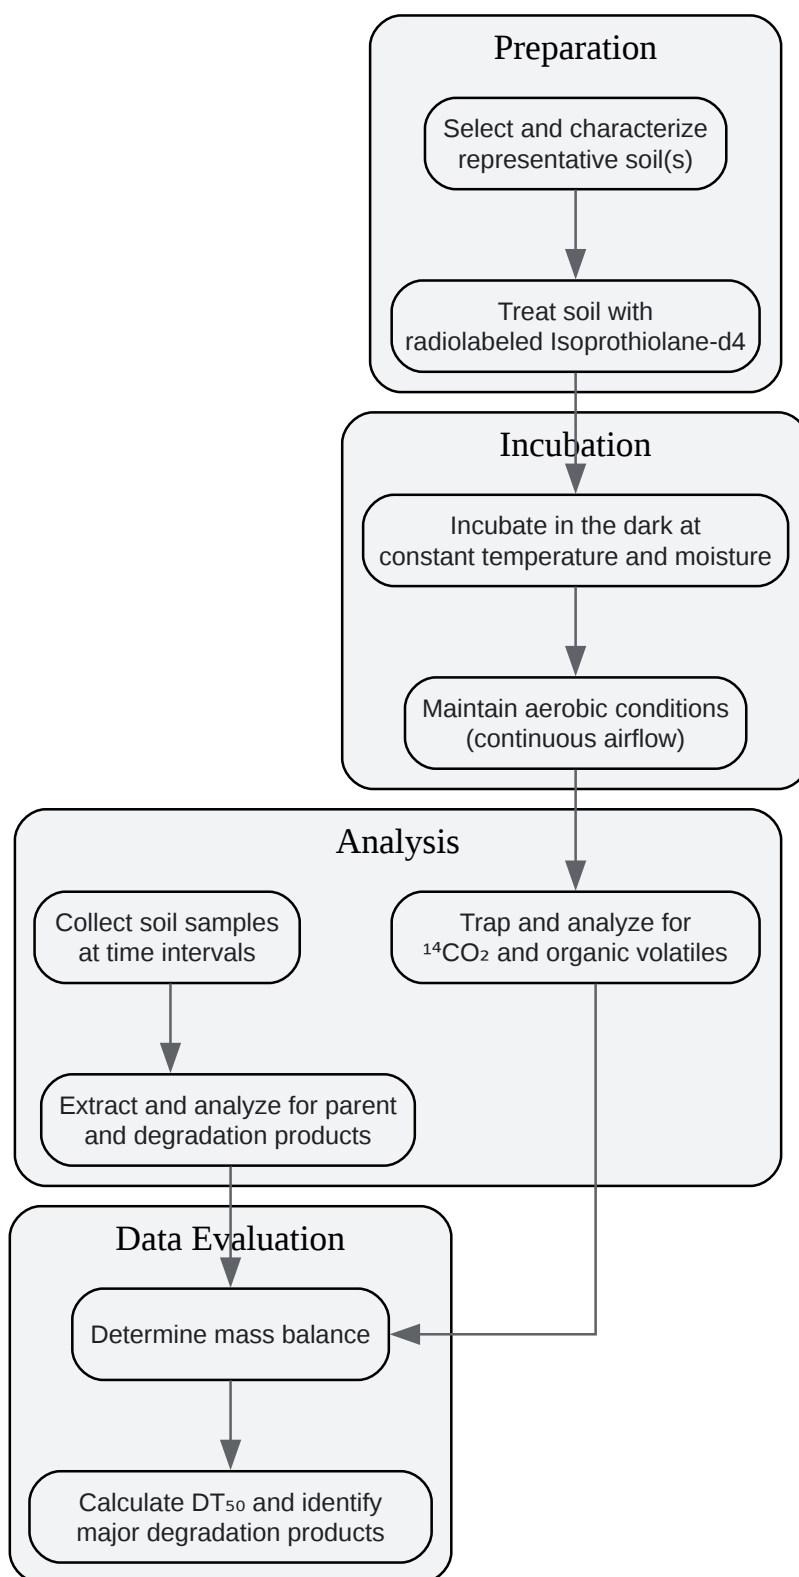 Preparation
Select and characterize
representative soil(s)
Treat soil with
radiolabeled Isoprothiolane-d4
Incubation
Incubate in the dark at
constant temperature and moisture
Maintain aerobic conditions
(continuous airflow)
Analysis
Collect soil samples
at time intervals
Trap and analyze for
¹⁴CO₂ and organic volatiles
Extract and analyze for parent
and degradation products
Data Evaluation
Determine mass balance
Calculate DT₅₀ and identify
major degradation products